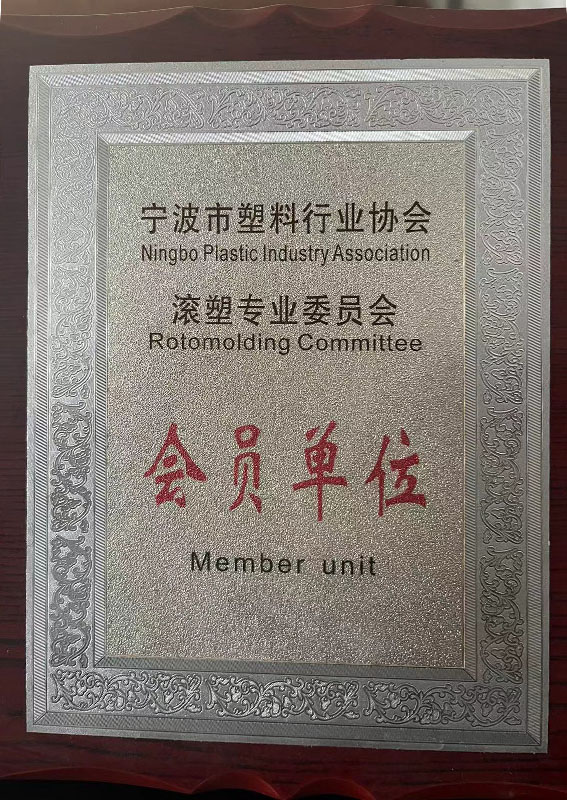 宁波市塑料行业协会
Ningbo Plastic Industry Association
滚塑专业委员会
Rotomolding Committee
会员单位
Member unit